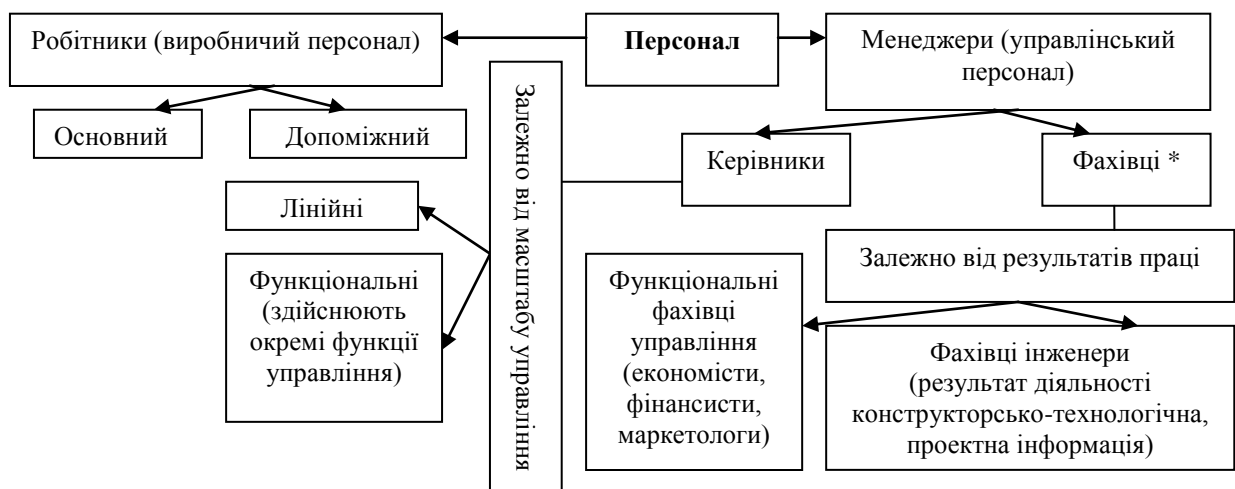 Робітники (виробничий персонал)
Персонал
Менеджери (управлінський
персонал)
Основний
Допоміжний
Залежно від масштабу управління
Керівники
Фахівці *
Лінійні
Функціональні
(здійснюють
окремі функції
управління)
Залежно від результатів праці
Функціональні
фахівці
управління
(економісти,
фінансисти,
маркетологи)
Фахівці інженери
(результат діяльності
конструкторсько-технологічна,
проектна інформація)